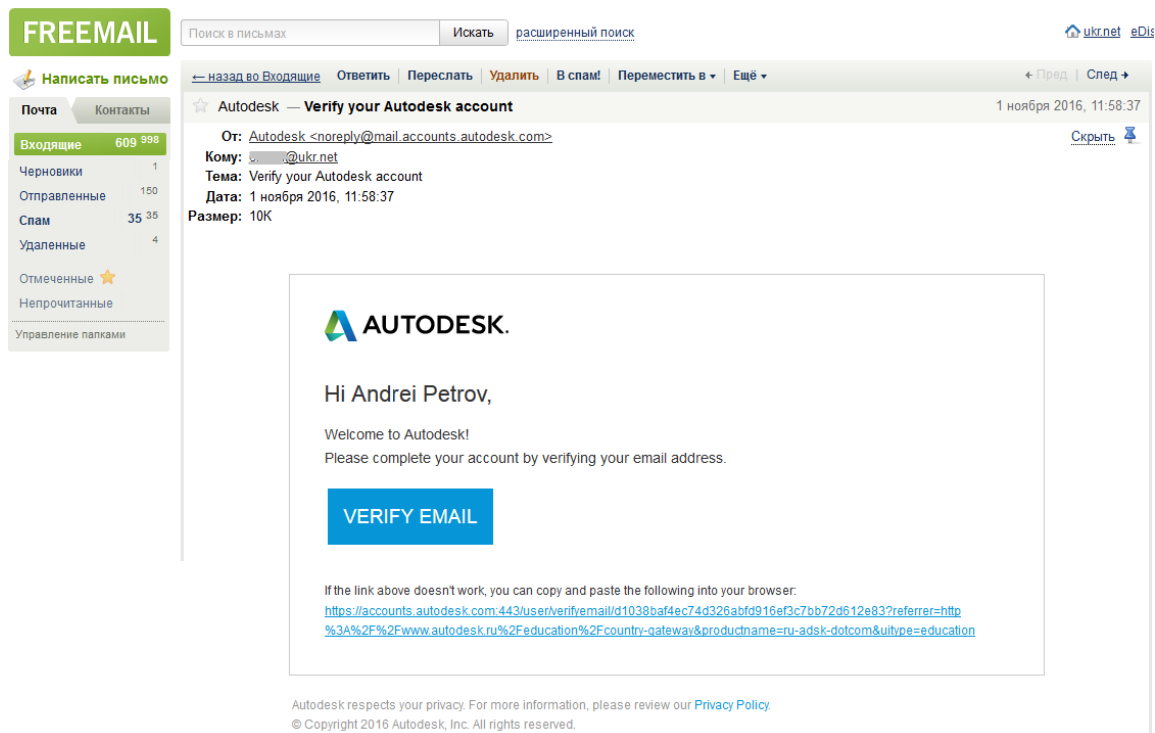 FREEMAIL
Поиск в письмах Искать расширенный поиск ukr.net eDis
Написать письмо
← назад во Входящие Ответить Переслать Удалить В спам! Переместить в Ещё ← Пред | След →
Почта Контакты
Autodesk — Verify your Autodesk account 1 ноября 2016, 11:58:37
Входящие 609 998
От: Autodesk <noreply@mail.accounts.autodesk.com> Скрыть
Черновики 1
Кому: @ukr.net
Отправленные 150
Тема: Verify your Autodesk account
Спам 35 35
Дата: 1 ноября 2016, 11:58:37
Удаленные 4
Размер: 10K
Отмеченные
Непрочитанные
Управление папками
AUTODESK.
Hi Andrei Petrov,
Welcome to Autodesk!
Please complete your account by verifying your email address.
VERIFY EMAIL
If the link above doesn't work, you can copy and paste the following into your browser:
https://accounts.autodesk.com:443/user/verifyemail/d1038baf4ec74d326abfd916ef3c7bb72d612e83?referrer=http
%3A%2F%2Fwww.autodesk.ru%2Feducation%2Fcountry-gateway&productname=ru-adsk-dotcom&uitype=education
Autodesk respects your privacy. For more information, please review our Privacy Policy.
© Copyright 2016 Autodesk, Inc. All rights reserved.